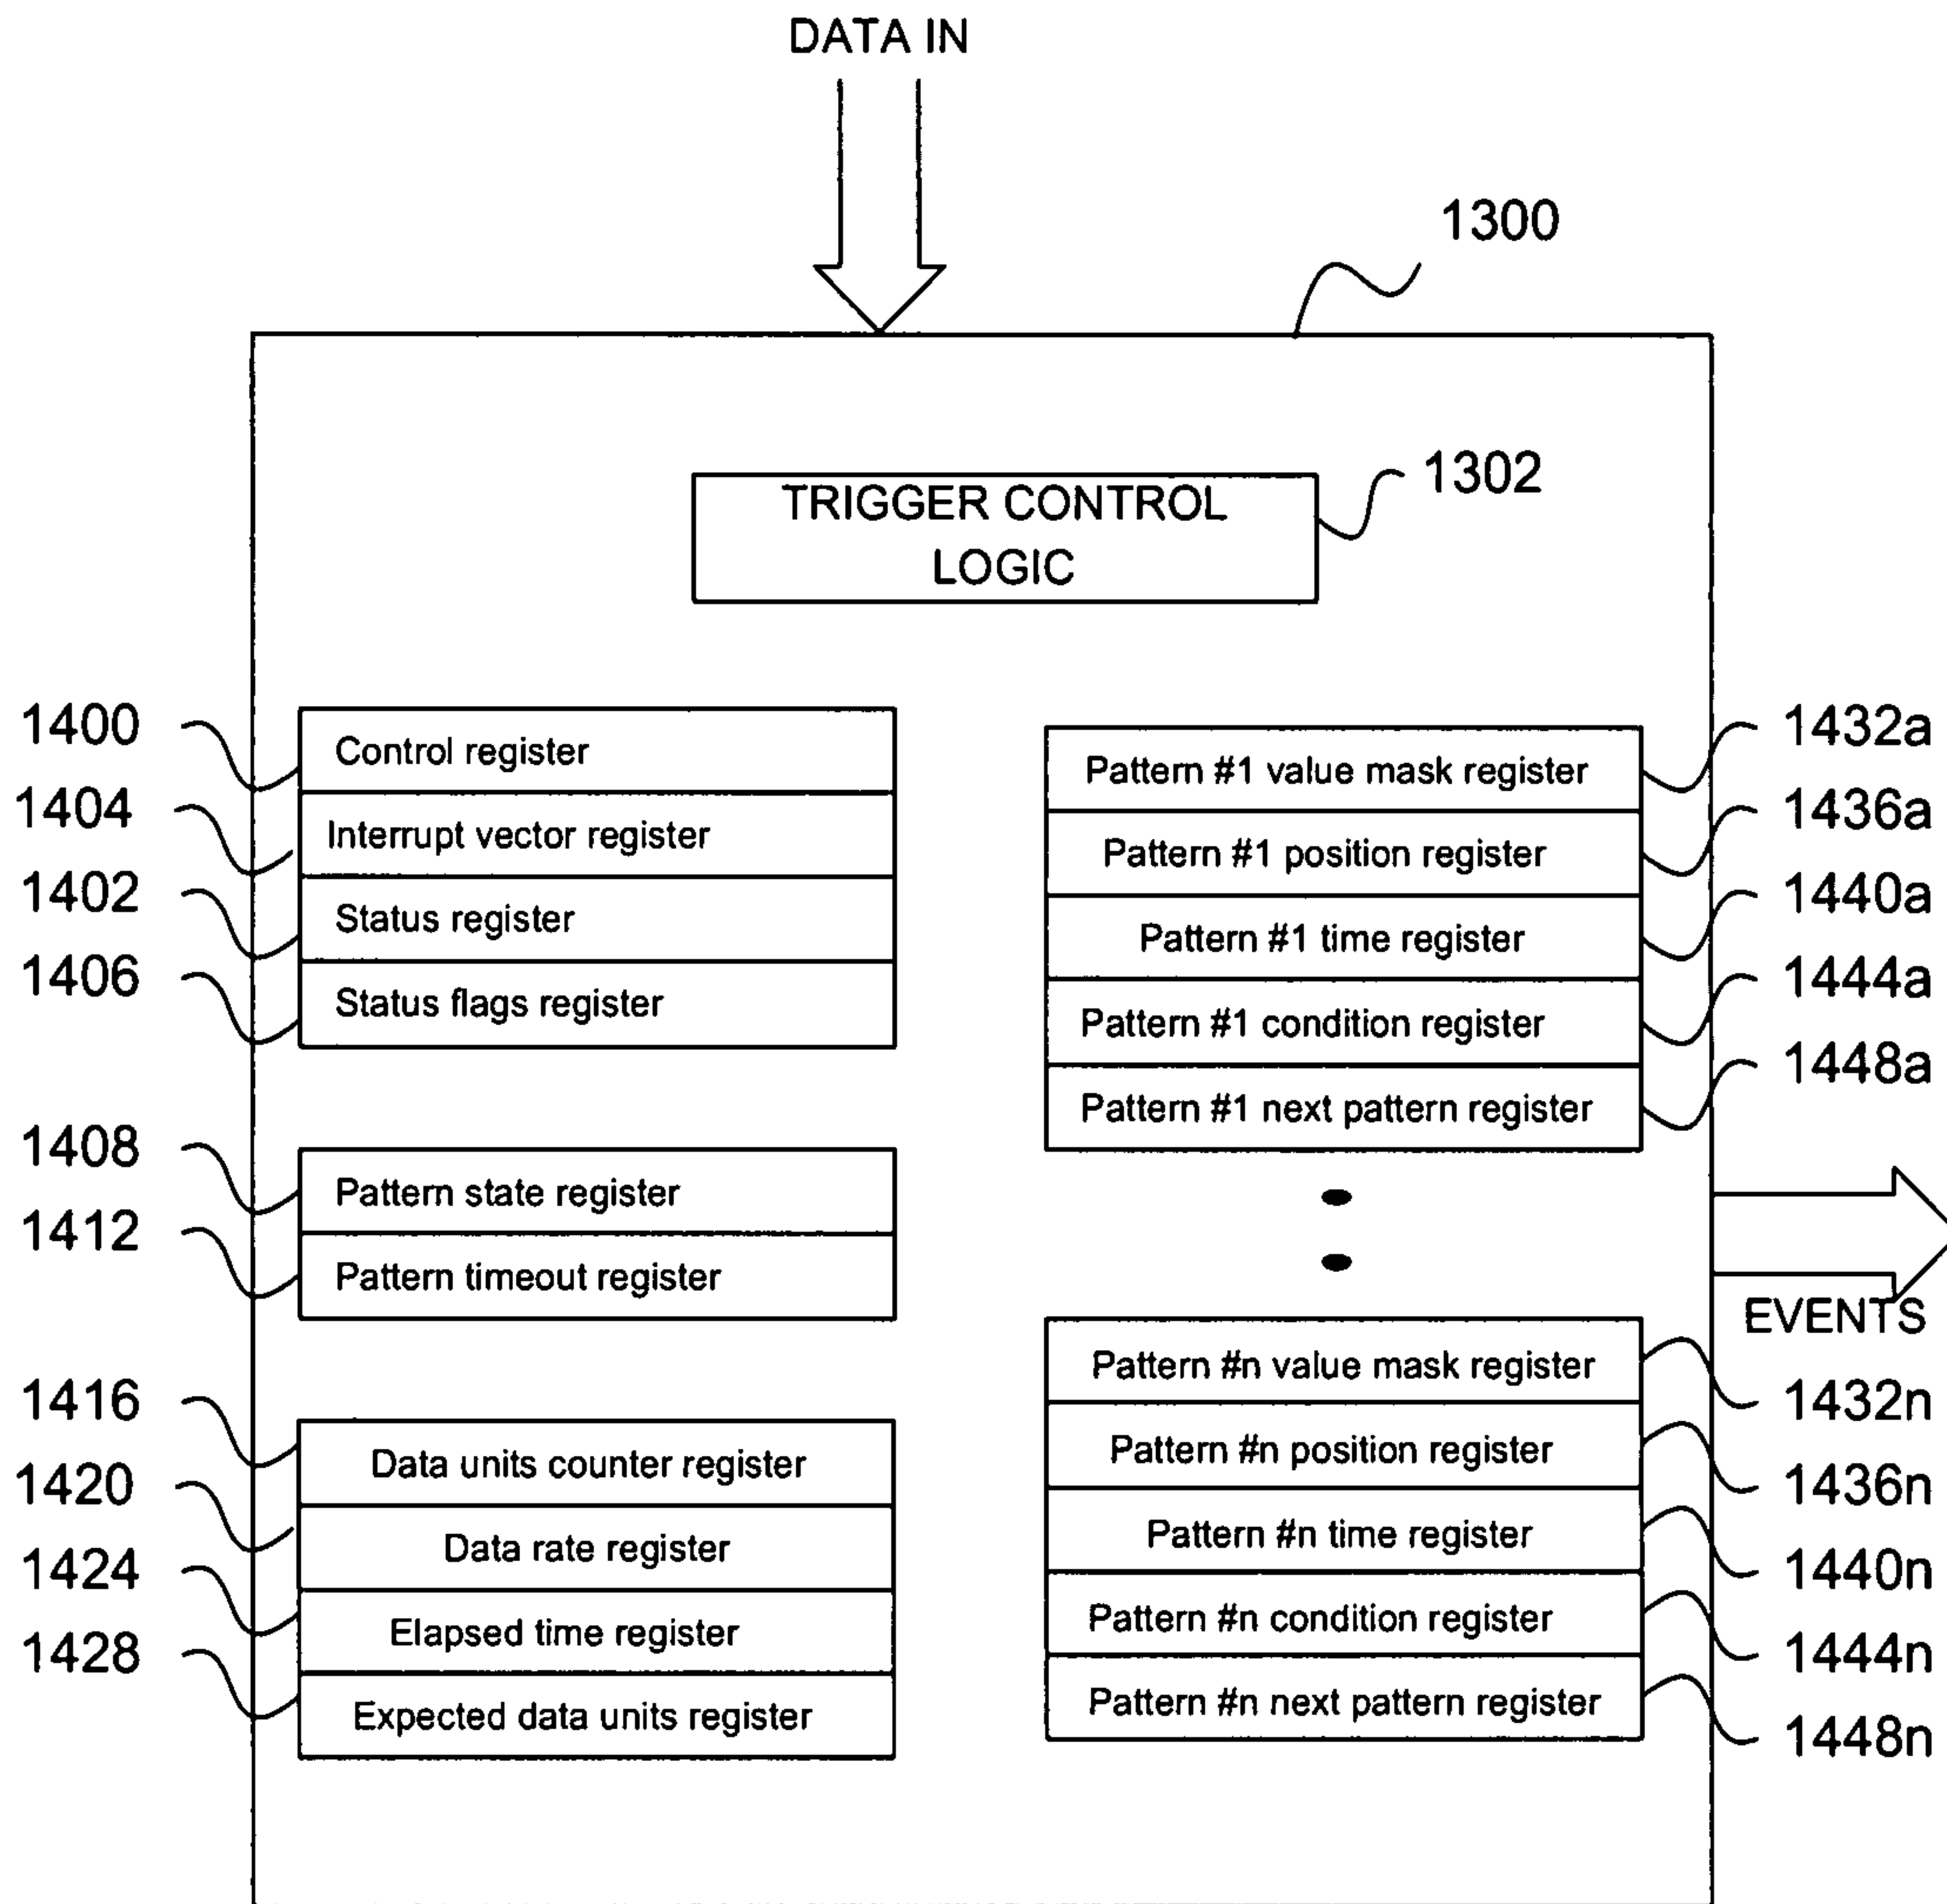 DATA IN
1300
1302
TRIGGER CONTROL
LOGIC
1400
Control register
1404
Interrupt vector register
1402
Status register
1406
Status flags register
1408
Pattern state register
1412
Pattern timeout register
1416
Data units counter register
1420
Data rate register
1424
Elapsed time register
1428
Expected data units register
Pattern #1 value mask register
1432a
Pattern #1 position register
1436a
Pattern #1 time register
1440a
Pattern #1 condition register
1444a
Pattern #1 next pattern register
1448a
EVENTS
Pattern #n value mask register
1432n
Pattern #n position register
1436n
Pattern #n time register
1440n
Pattern #n condition register
1444n
Pattern #n next pattern register
1448n